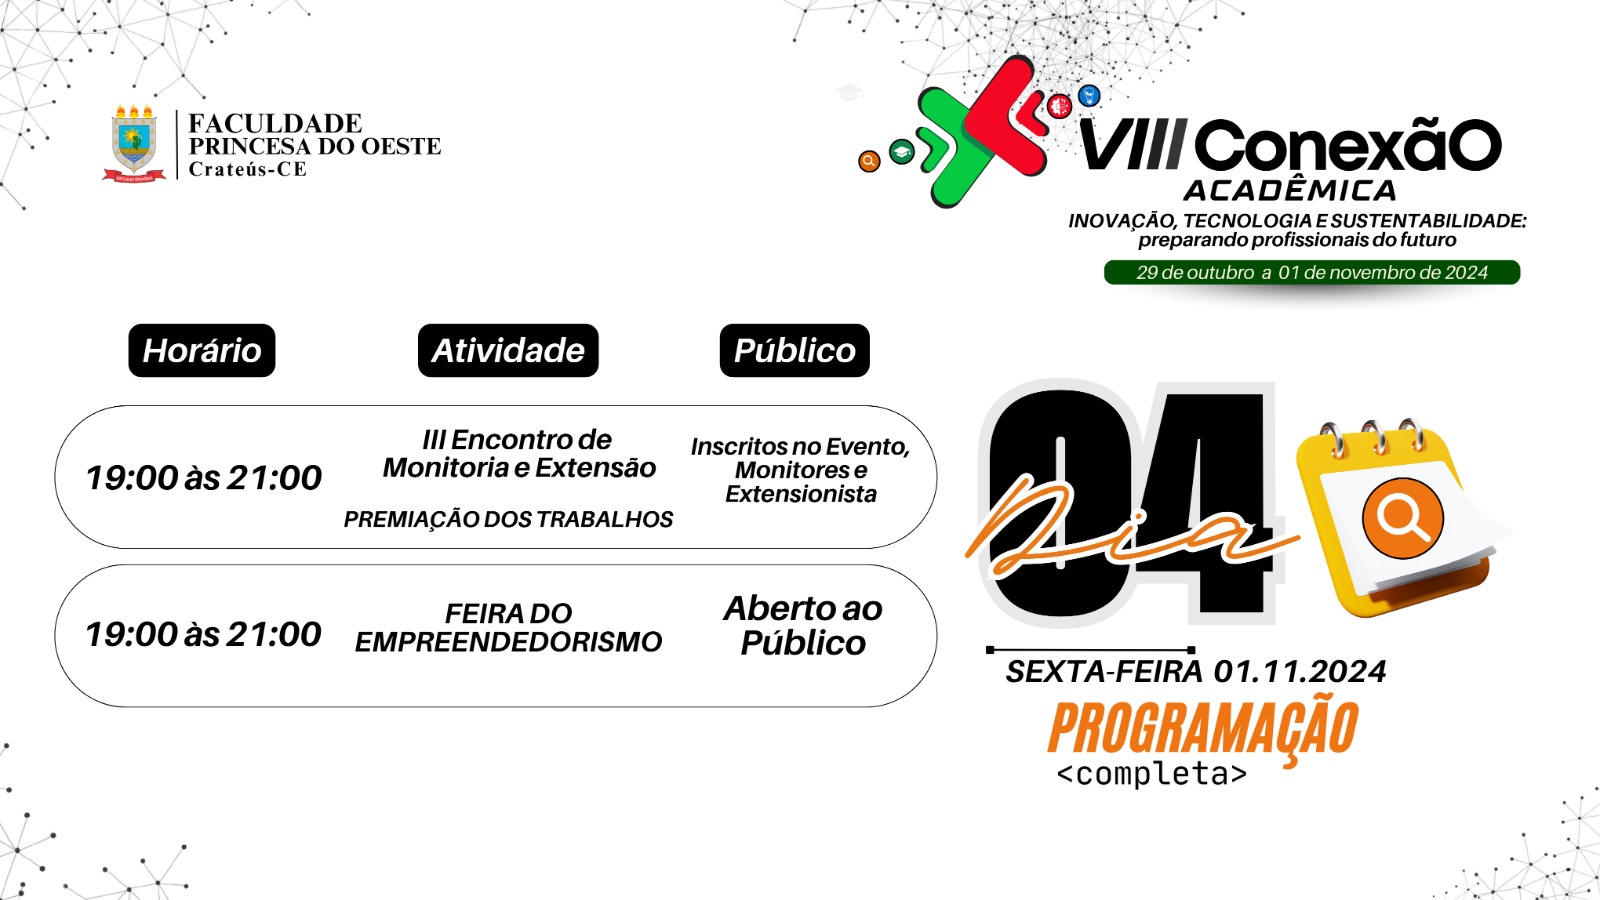 FACULDADE
PRINCESA DO OESTE
Crateús-CE
VIII ConexãO
ACADÊMICA
INOVAÇÃO, TECNOLOGIA E SUSTENTABILIDADE:
preparando profissionais do futuro
29 de outubro a 01 de novembro de 2024
Horário
Atividade
Público
19:00 às 21:00
III Encontro de
Monitoria e Extensão
PREMIAÇÃO DOS TRABALHOS
Inscritos no Evento,
Monitores e
Extensionista
19:00 às 21:00
FEIRA DO
EMPREENDEDORISMO
Aberto ao
Público
04
Dia
SEXTA-FEIRA 01.11.2024
PROGRAMAÇÃO
<completa>